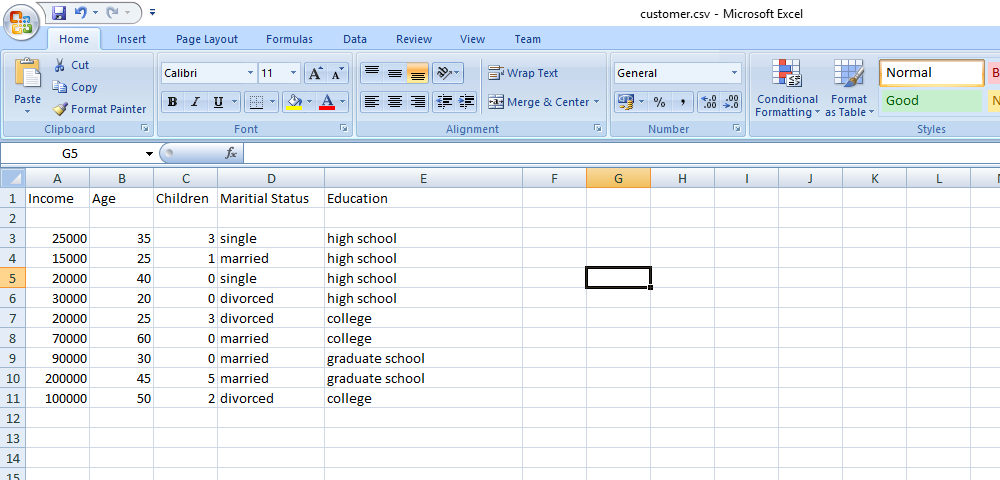 customer.csv - Microsoft Excel
Home Insert Page Layout Formulas Data Review View Team
Paste
Cut
Copy
Format Painter
Clipboard
Calibri 11
B I U
Font
Wrap Text
Merge & Center
Alignment
General
$ % ,
Number
Conditional Formatting
Format as Table
Normal B
Good N
Styles
G5 fx
A B C D E F G H I J K L
1 Income Age Children Maritial Status Education
2
3 25000 35 3 single high school
4 15000 25 1 married high school
5 20000 40 0 single high school
6 30000 20 0 divorced high school
7 20000 25 3 divorced college
8 70000 60 0 married college
9 90000 30 0 married graduate school
10 200000 45 5 married graduate school
11 100000 50 2 divorced college
12
13
14
15